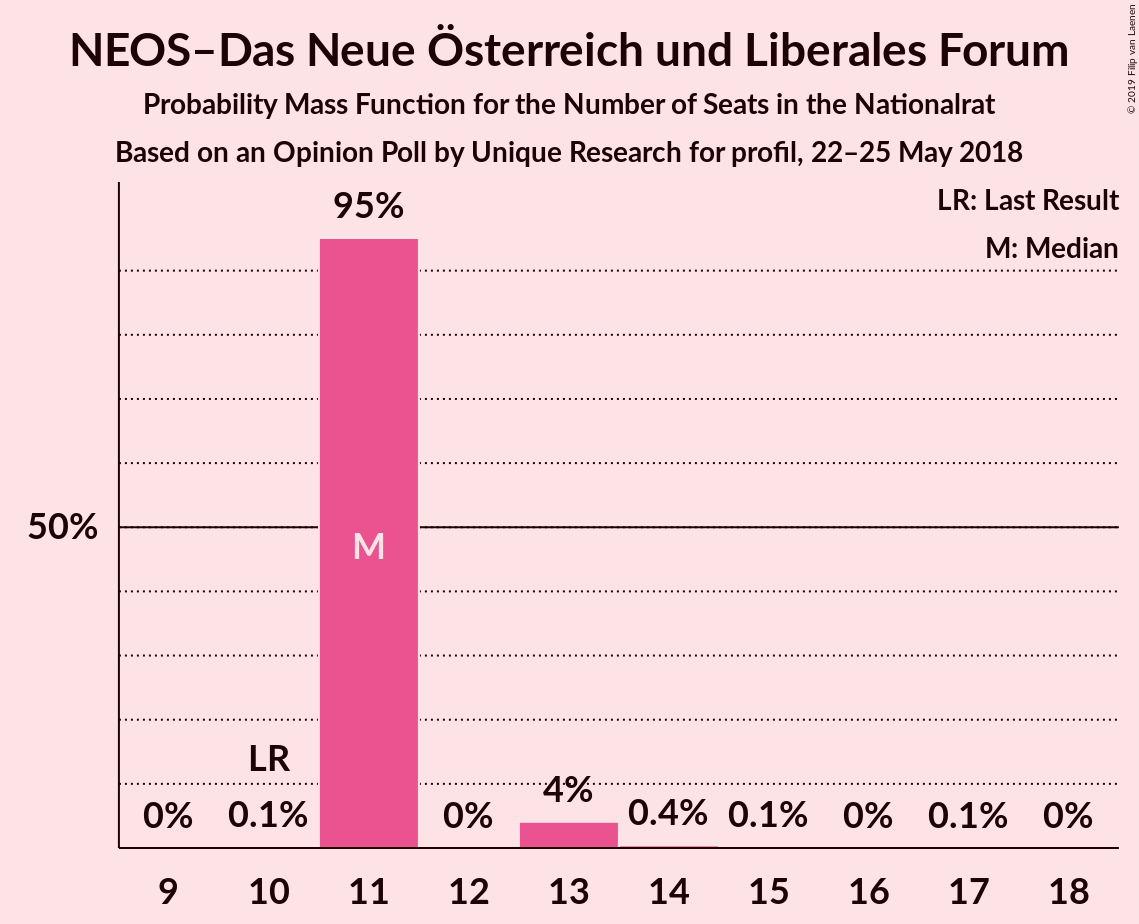 NEOS–Das Neue Österreich und Liberales Forum
Probability Mass Function for the Number of Seats in the Nationalrat
Based on an Opinion Poll by Unique Research for profil, 22–25 May 2018
© 2019 Filip van Laenen
LR: Last Result
M: Median
95%
50%
M
LR
0%
0.1%
0%
4%
0.4%
0.1%
0%
0.1%
0%
9
10
11
12
13
14
15
16
17
18